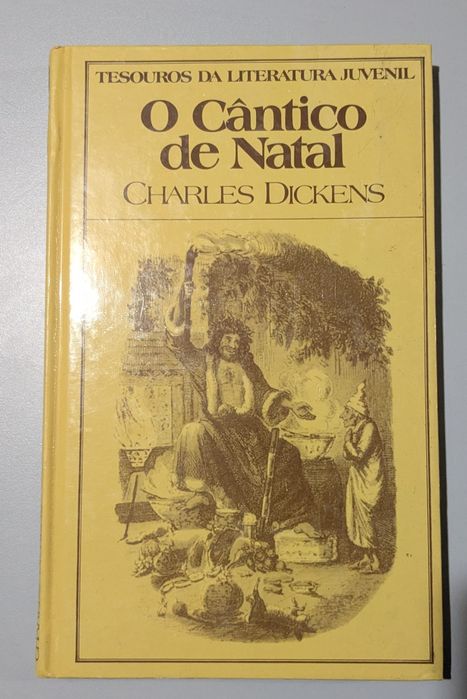 TESOUROS DA LITERATURA JUVENIL
O Cântico
de Natal
CHARLES DICKENS